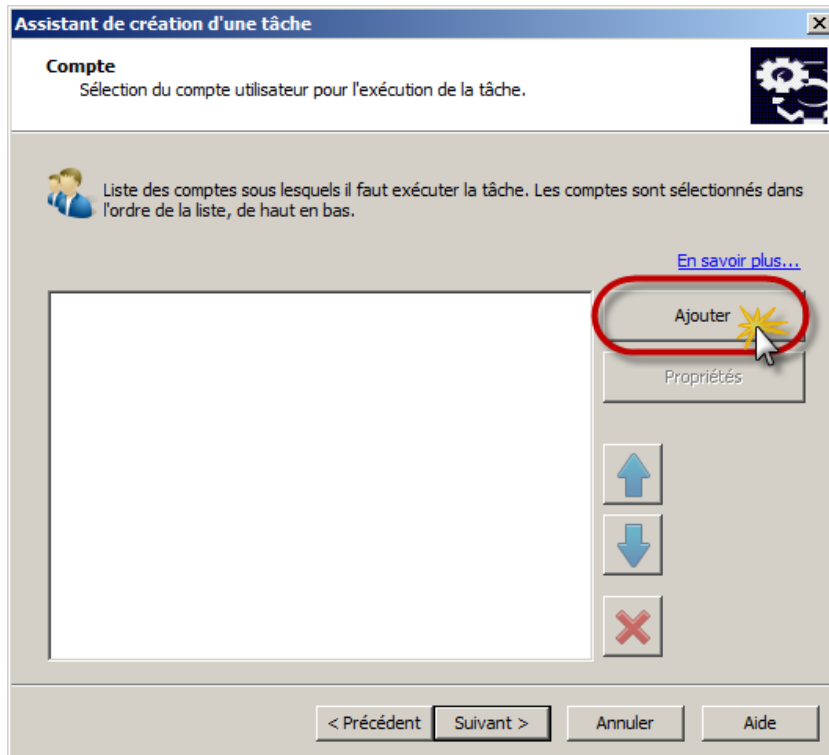 Assistant de création d'une tâche
Compte
Sélection du compte utilisateur pour l'exécution de la tâche.
Liste des comptes sous lesquels il faut exécuter la tâche. Les comptes sont sélectionnés dans
l'ordre de la liste, de haut en bas.
En savoir plus...
Ajouter
Propriétés
< Précédent
Suivant >
Annuler
Aide